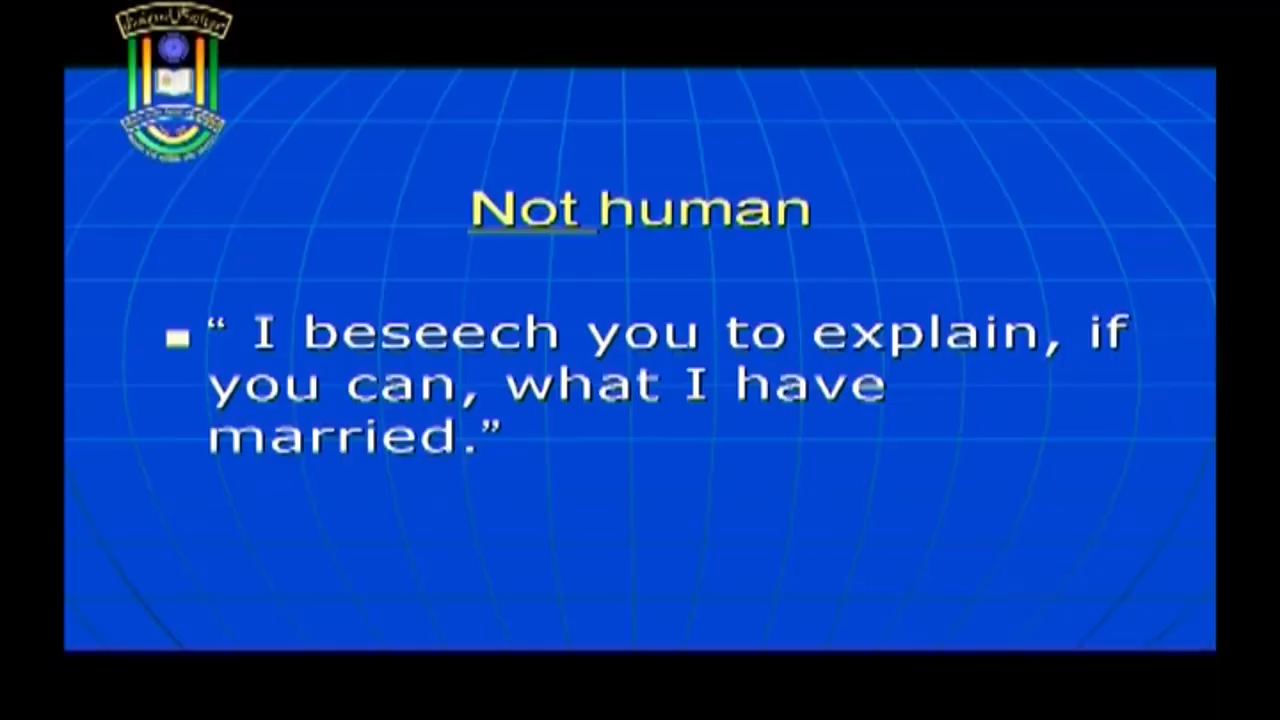 Not human
“ I beseech you to explain, if
you can, what I have
married.”